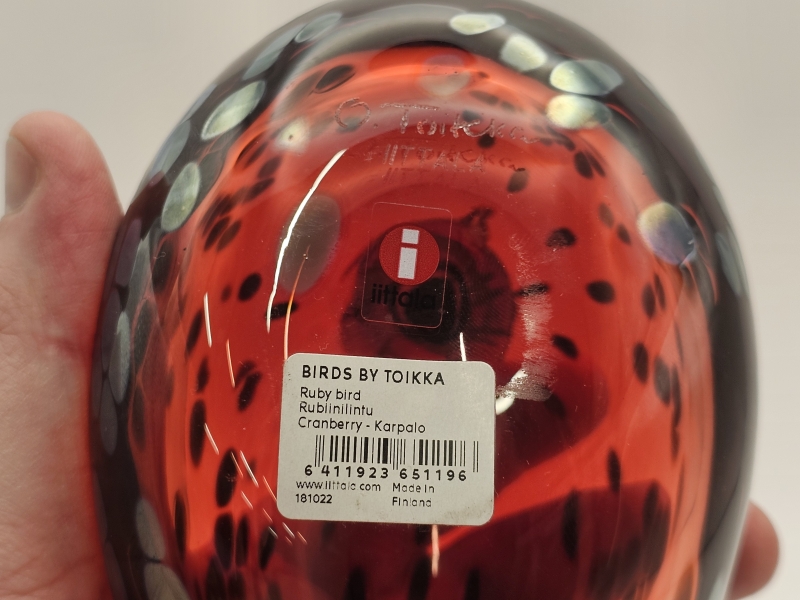 O. Toikka
IITTALA
i
iittala
BIRDS BY TOIKKA
Ruby bird
Rubiinilintu
Cranberry - Karpalo
6 411923 651196
www.iittala.com Made in
181022 Finland